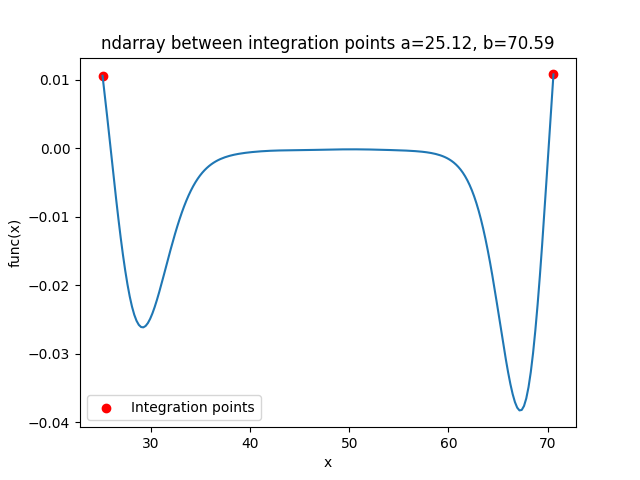 ndarray between integration points a=25.12, b=70.59
0.01
0.00
−0.01
−0.02
−0.03
−0.04
func(x)
Integration points
30
40
50
60
70
x